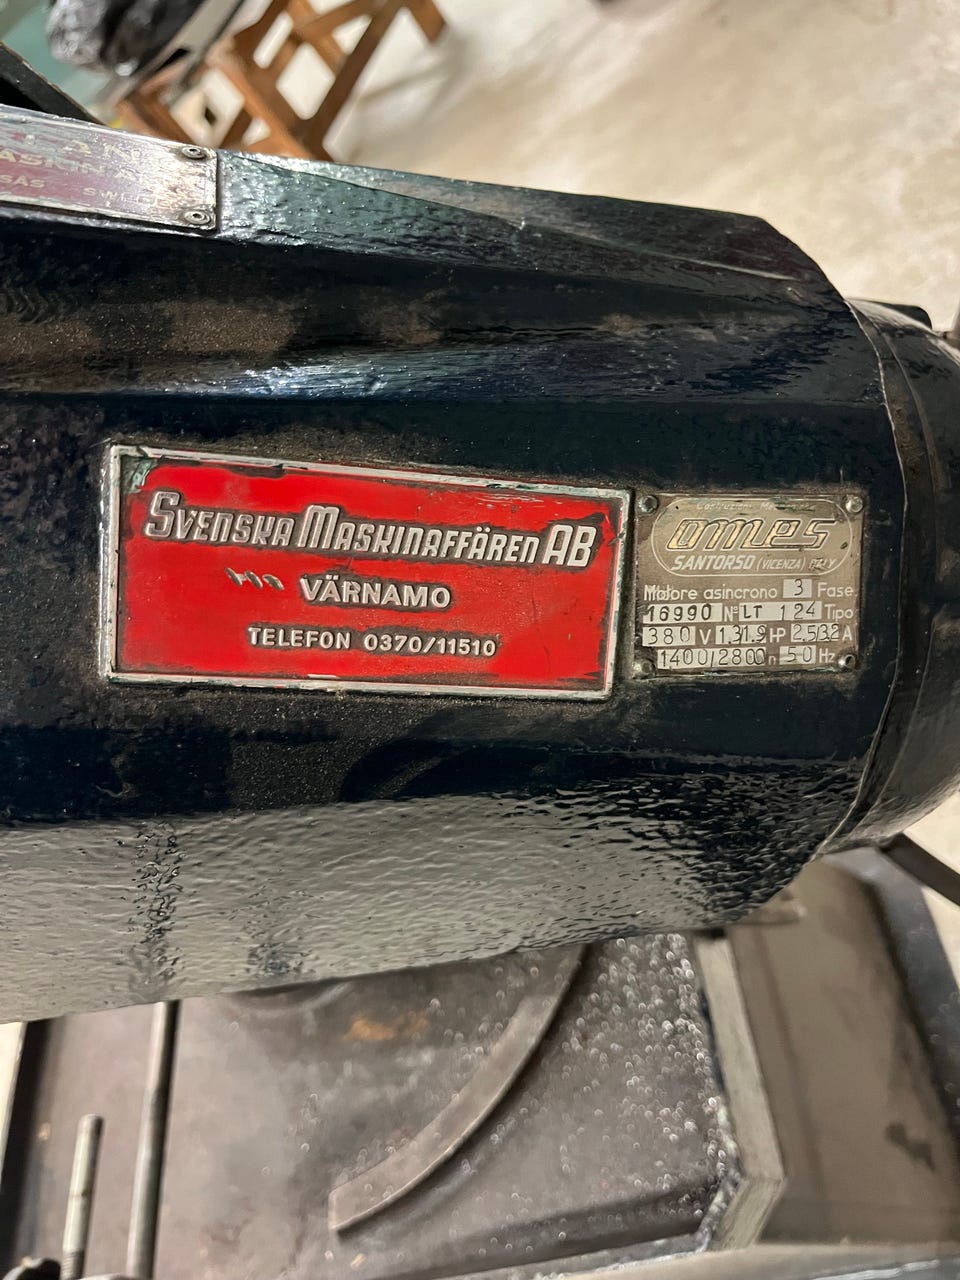 SVENSKA MASKINAFFÄREN AB
VÄRNAMO
TELEFON 0370/11510
omes
SANTORSO (VICENZA) ITALY
Motore asincrono 3 Fase
16990 No LT 124 Tipo
380 V 1,3 1.9 HP 2.5/3.2 A
1400/2800 n 50 Hz